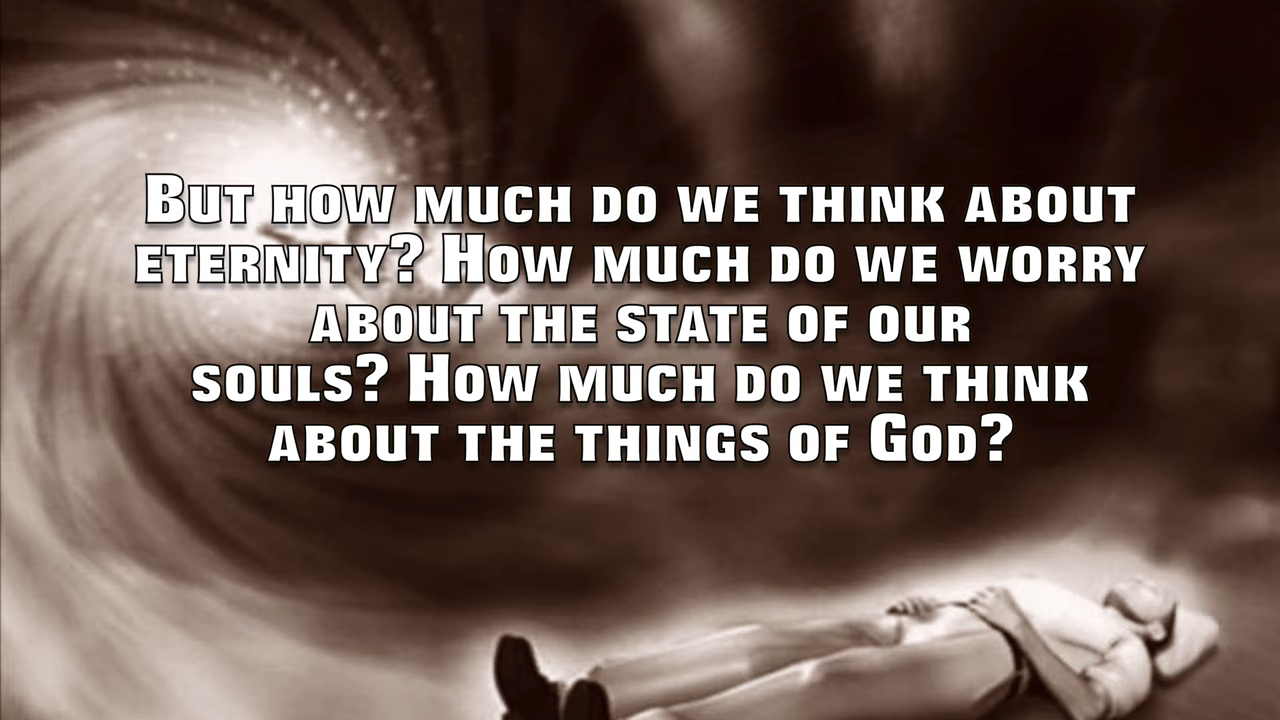 But how much do we think about
eternity? How much do we worry
about the state of our
souls? How much do we think
about the things of God?